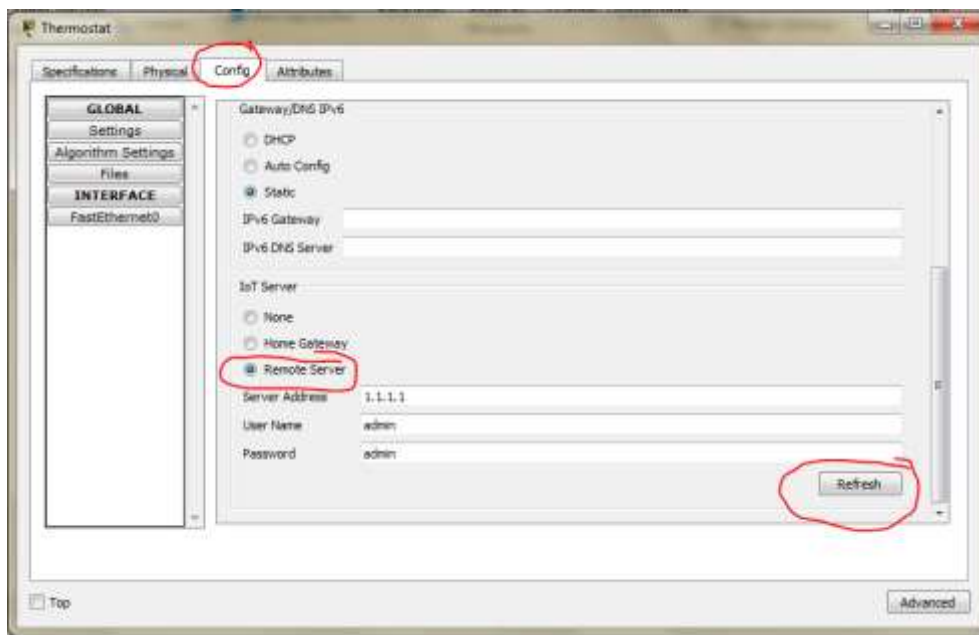 Thermostat
Specifications Physical Config Attributes
GLOBAL
Settings
Algorithm Settings
Files
INTERFACE
FastEthernet0
Gateway/DNS IPv6
DHCP
Auto Config
Static
IPv6 Gateway
IPv6 DNS Server
IoT Server
None
Home Gateway
Remote Server
Server Address 1.1.1.1
User Name admin
Password admin
Refresh
Top Advanced